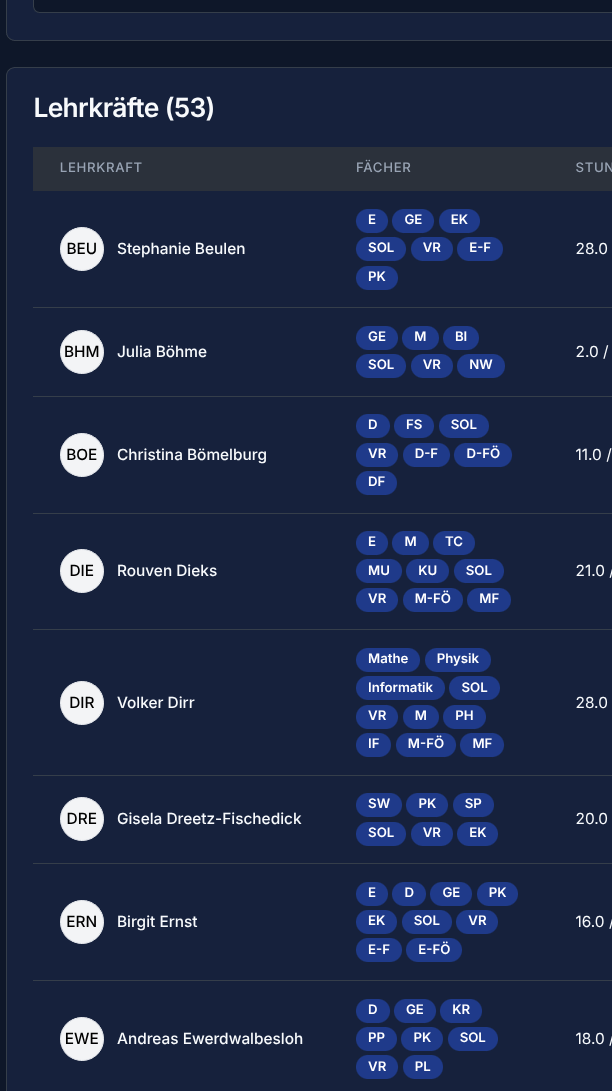 Lehrkräfte (53)
LEHRKRAFT FÄCHER STUN
E GE EK
BEU Stephanie Beulen SOL VR E-F 28.0
PK
GE M BI
BHM Julia Böhme 2.0 /
SOL VR NW
D FS SOL
BOE Christina Bömelburg VR D-F D-FÖ 11.0 /
DF
E M TC
DIE Rouven Dieks MU KU SOL 21.0 /
VR M-FÖ MF
Mathe Physik
Informatik SOL
DIR Volker Dirr 28.0
VR M PH
IF M-FÖ MF
SW PK SP
DRE Gisela Dreetz-Fischedick 20.0
SOL VR EK
E D GE PK
ERN Birgit Ernst EK SOL VR 16.0 /
E-F E-FÖ
D GE KR
EWE Andreas Ewerdwalbesloh PP PK SOL 18.0 /
VR PL